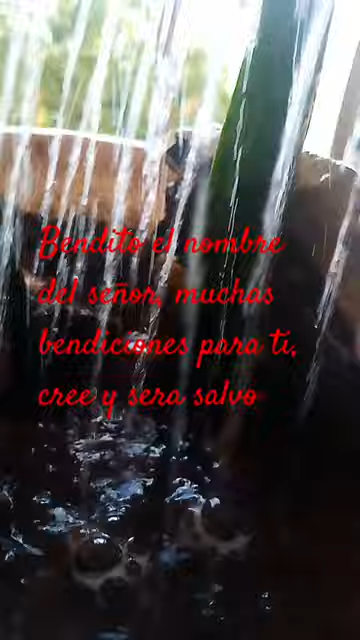 Bendito el nombre
del señor, muchas
bendiciones para ti,
cree y sera salvo